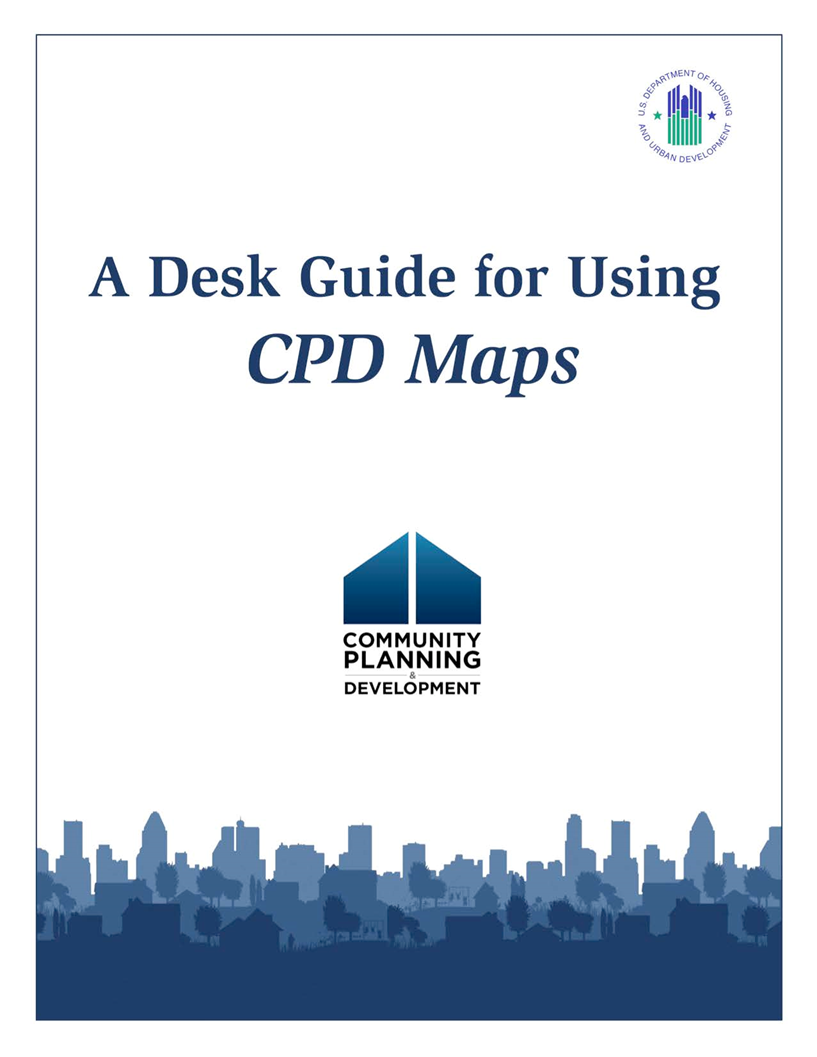 U.S. DEPARTMENT OF HOUSING
AND URBAN DEVELOPMENT
A Desk Guide for Using
CPD Maps
COMMUNITY
PLANNING
&
DEVELOPMENT